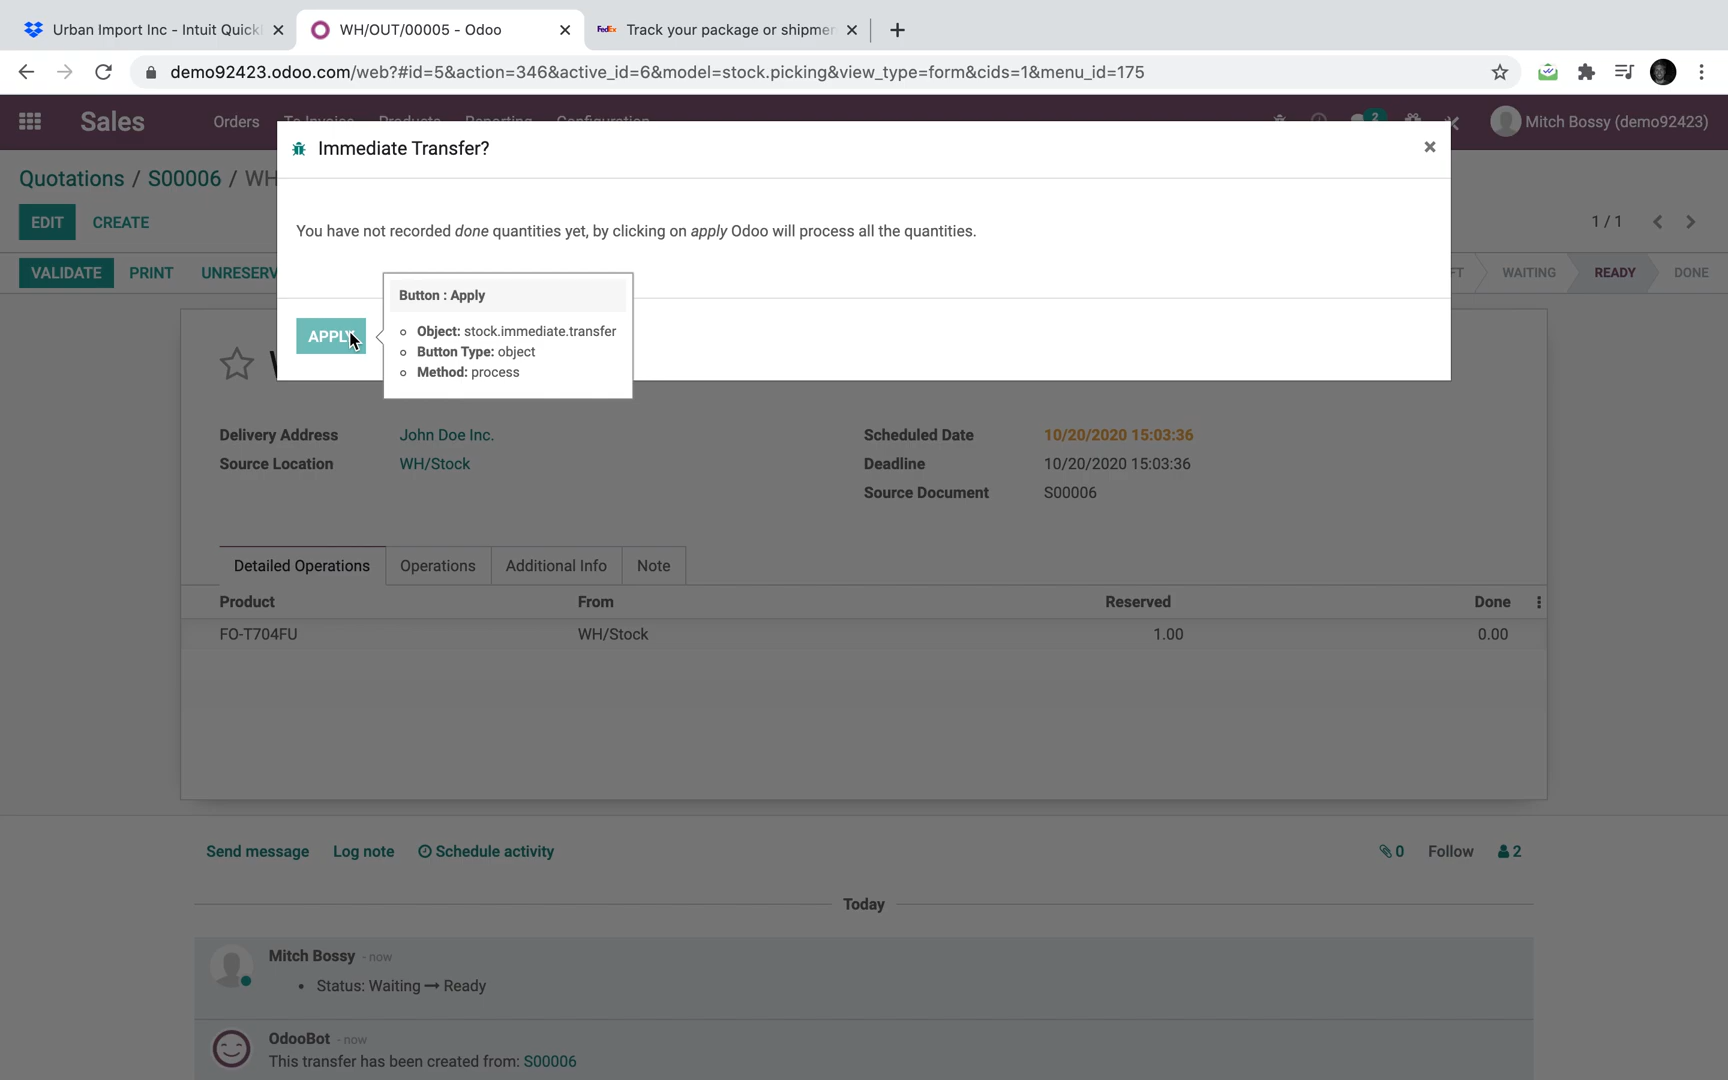 Urban Import Inc - Intuit Quick
WH/OUT/00005 - Odoo
FedEx Track your package or shipmen
demo92423.odoo.com/web?#id=5&action=346&active_id=6&model=stock.picking&view_type=form&cids=1&menu_id=175
Sales
Orders
To Invoice
Products
Reporting
Configuration
2
Mitch Bossy (demo92423)
Immediate Transfer?
Quotations / S00006 / WH
EDIT
CREATE
1 / 1
You have not recorded done quantities yet, by clicking on apply Odoo will process all the quantities.
VALIDATE
PRINT
UNRESERV
FT
WAITING
READY
DONE
APPLY
Button : Apply
Object: stock.immediate.transfer
Button Type: object
Method: process
Delivery Address John Doe Inc.
Source Location WH/Stock
Scheduled Date 10/20/2020 15:03:36
Deadline 10/20/2020 15:03:36
Source Document S00006
Detailed Operations
Operations
Additional Info
Note
Product From Reserved Done
FO-T704FU WH/Stock 1.00 0.00
Send message
Log note
Schedule activity
0
Follow
2
Today
Mitch Bossy - now
• Status: Waiting → Ready
OdooBot - now
This transfer has been created from: S00006